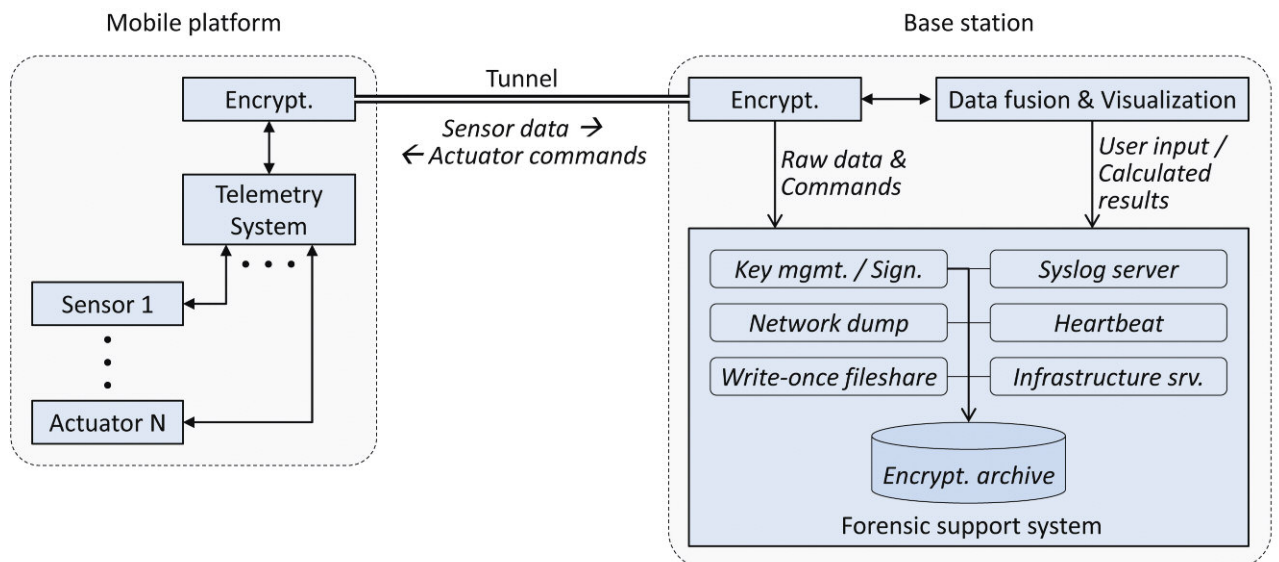 Mobile platform
Base station
Encrypt.
Tunnel
Encrypt.
Data fusion & Visualization
Sensor data →
← Actuator commands
Raw data &
Commands
User input /
Calculated
results
Telemetry
System
Sensor 1
Actuator N
Key mgmt. / Sign.
Syslog server
Network dump
Heartbeat
Write-once fileshare
Infrastructure srv.
Encrypt. archive
Forensic support system